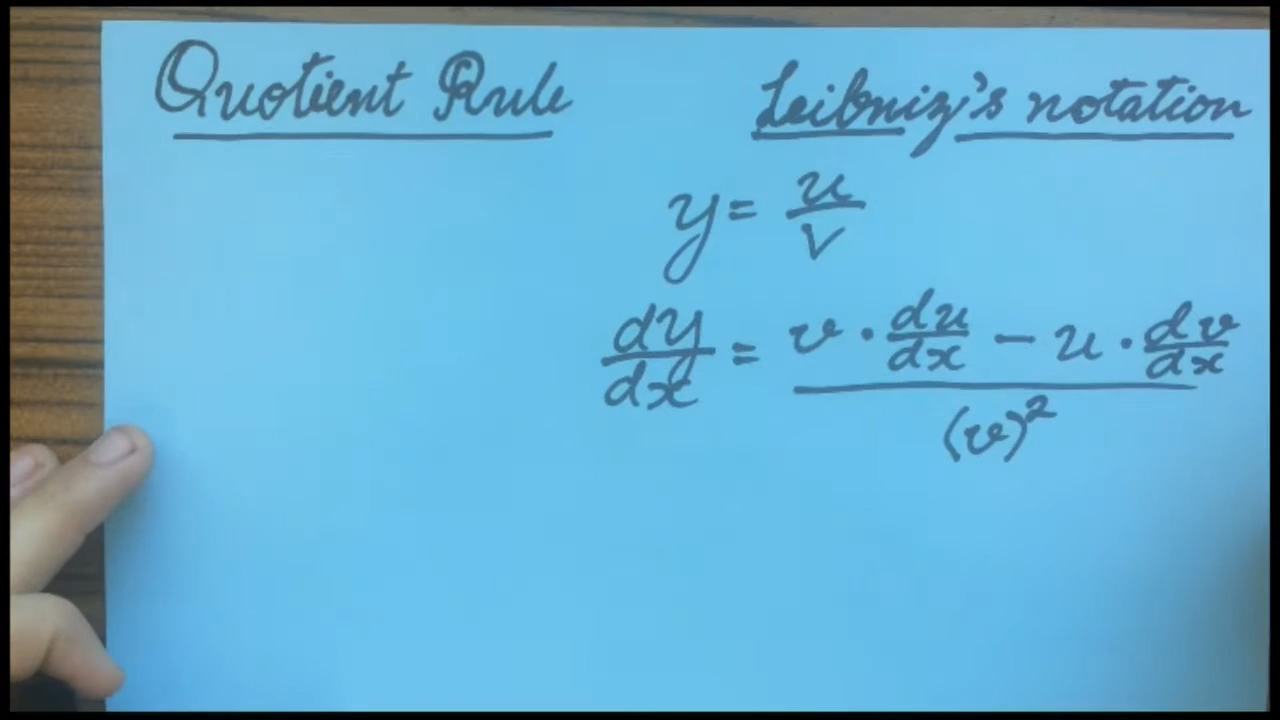 Quotient Rule
Leibniz's notation
y = u/v
dy/dx = (v · du/dx − u · dv/dx)/(v)²